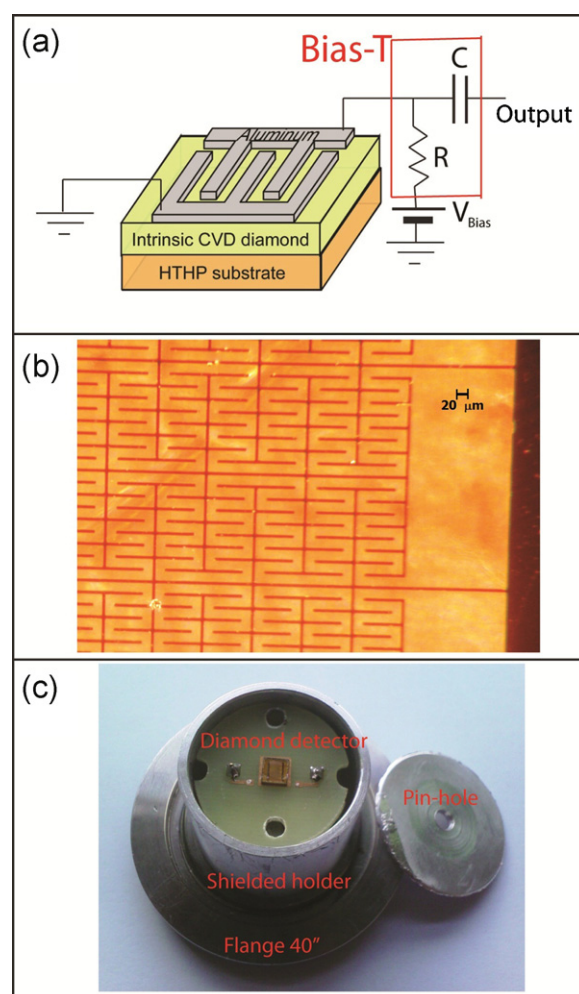 (a)
Bias-T
C
Output
Aluminum
R
V Bias
Intrinsic CVD diamond
HTHP substrate
(b)
20 μm
(c)
Diamond detector
Pin-hole
Shielded holder
Flange 40"